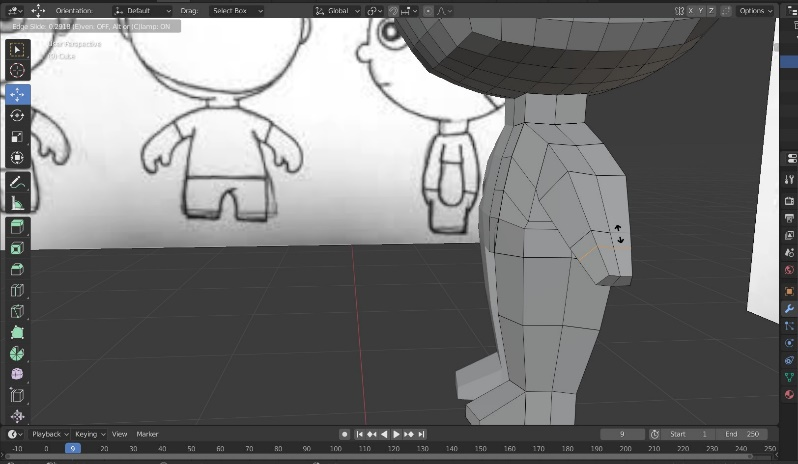 Orientation: Default Drag: Select Box Global X Y Z Options
Edge Slide: 0.2918 (E)ven: OFF, Alt or (C)lamp: ON
User Perspective
Cube
Playback Keying View Marker 9 Start 1 End 250
-10 0 9 20 30 40 50 60 70 80 90 100 110 120 130 140 150 160 170 180 190 200 210 220 230 240 250